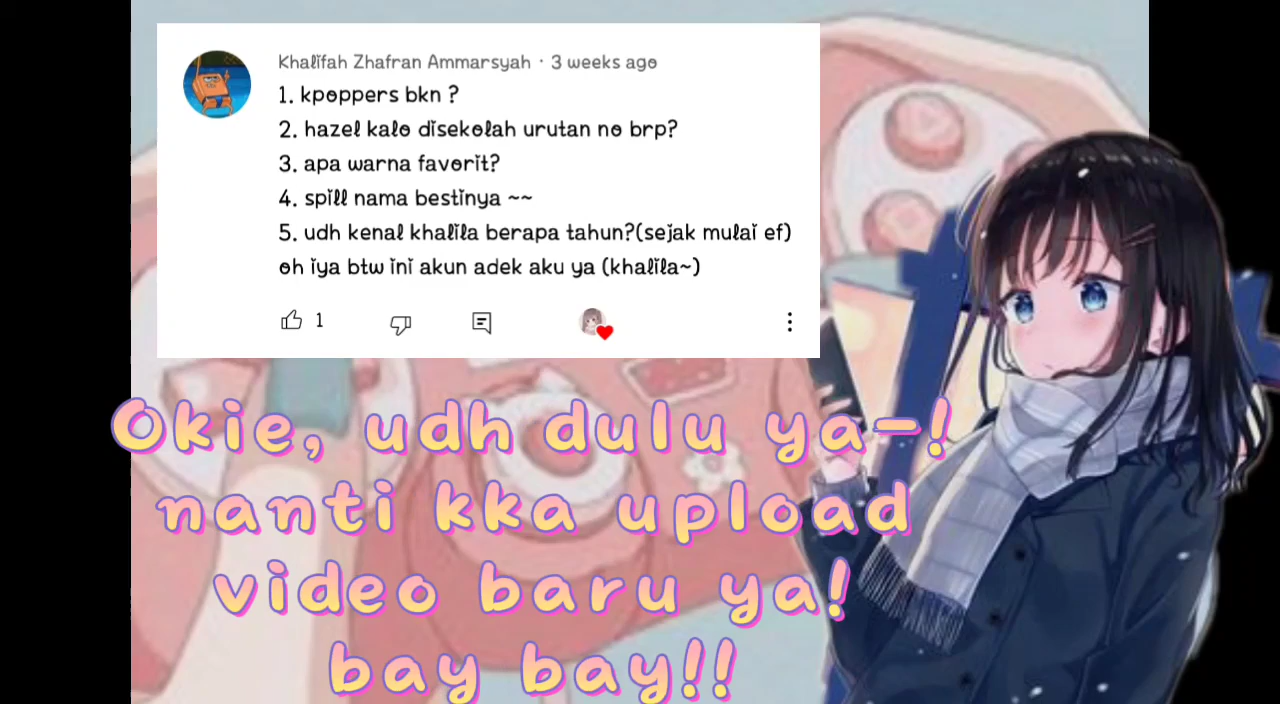 Khalifah Zhafran Ammarsyah · 3 weeks ago
1. kpoppers bkn ?
2. hazel kalo disekolah urutan no brp?
3. apa warna favorit?
4. spill nama bestinya ~~
5. udh kenal khalila berapa tahun?(sejak mulai ef)
oh iya btw ini akun adek aku ya (khalila~)
1
Okie, udh dulu ya-!
nanti kka upload
video baru ya!
bay bay!!